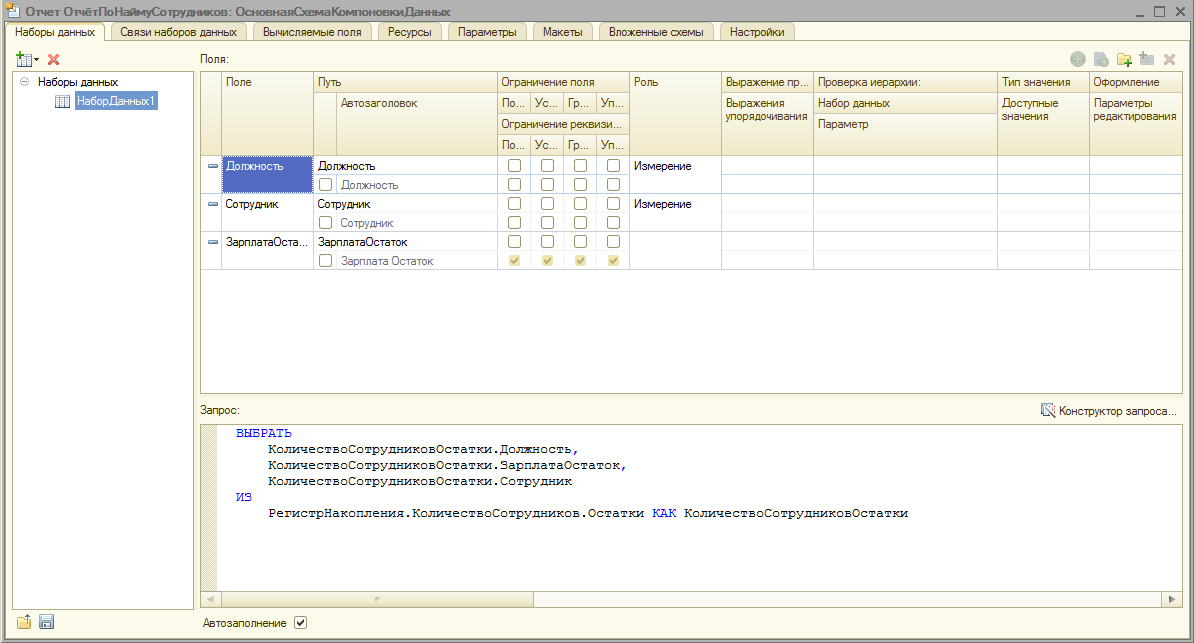 Отчет ОтчётПоНаймуСотрудников: ОсновнаяСхемаКомпоновкиДанных
Наборы данных Связи наборов данных Вычисляемые поля Ресурсы Параметры Макеты Вложенные схемы Настройки
Поля:
Наборы данных
НаборДанных1
Поле Путь Ограничение поля Роль Выражение пр... Проверка иерархии: Тип значения Оформление
Автозаголовок По... Ус... Гр... Уп... Выражения упорядочивания Набор данных Доступные значения Параметры редактирования
Ограничение реквизи... Параметр
По... Ус... Гр... Уп...
Должность Должность Измерение
Должность
Сотрудник Сотрудник Измерение
Сотрудник
ЗарплатаОста... ЗарплатаОстаток
Зарплата Остаток
Запрос: Конструктор запроса...
ВЫБРАТЬ
КоличествоСотрудниковОстатки.Должность,
КоличествоСотрудниковОстатки.ЗарплатаОстаток,
КоличествоСотрудниковОстатки.Сотрудник
ИЗ
РегистрНакопления.КоличествоСотрудников.Остатки КАК КоличествоСотрудниковОстатки
Автозаполнение